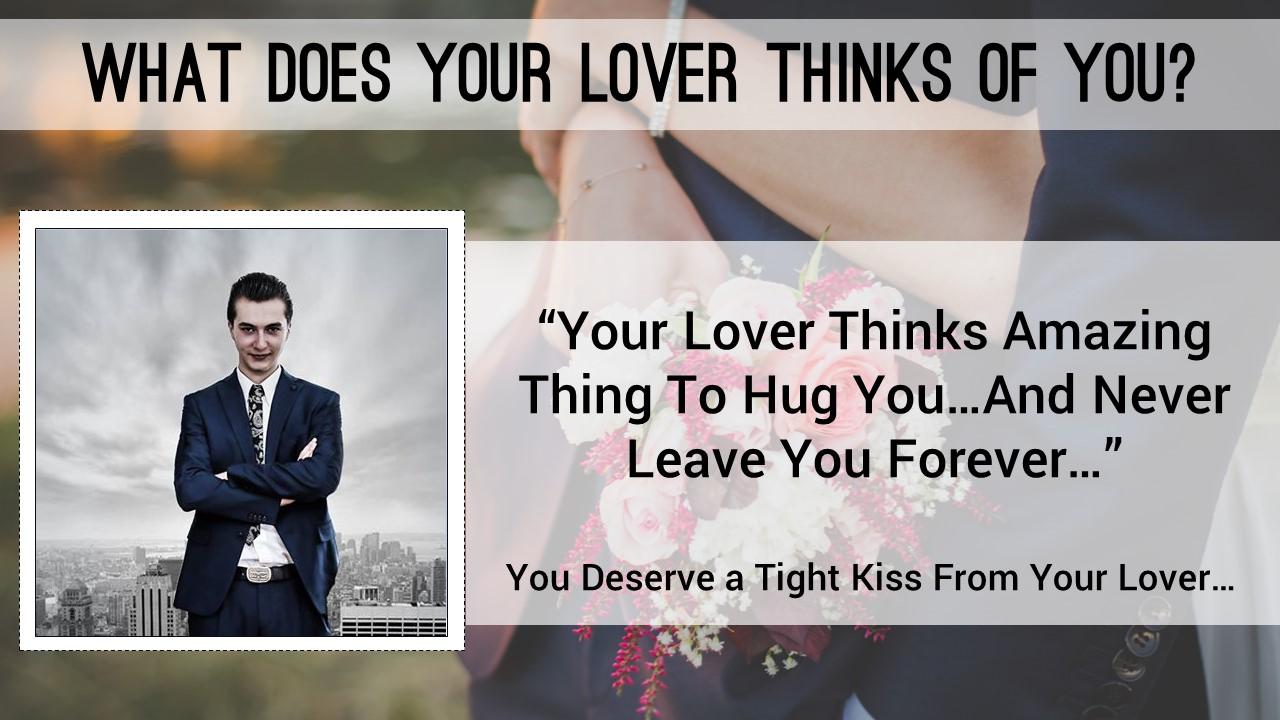 WHAT DOES YOUR LOVER THINKS OF YOU?
“Your Lover Thinks Amazing
Thing To Hug You...And Never
Leave You Forever...”
You Deserve a Tight Kiss From Your Lover...